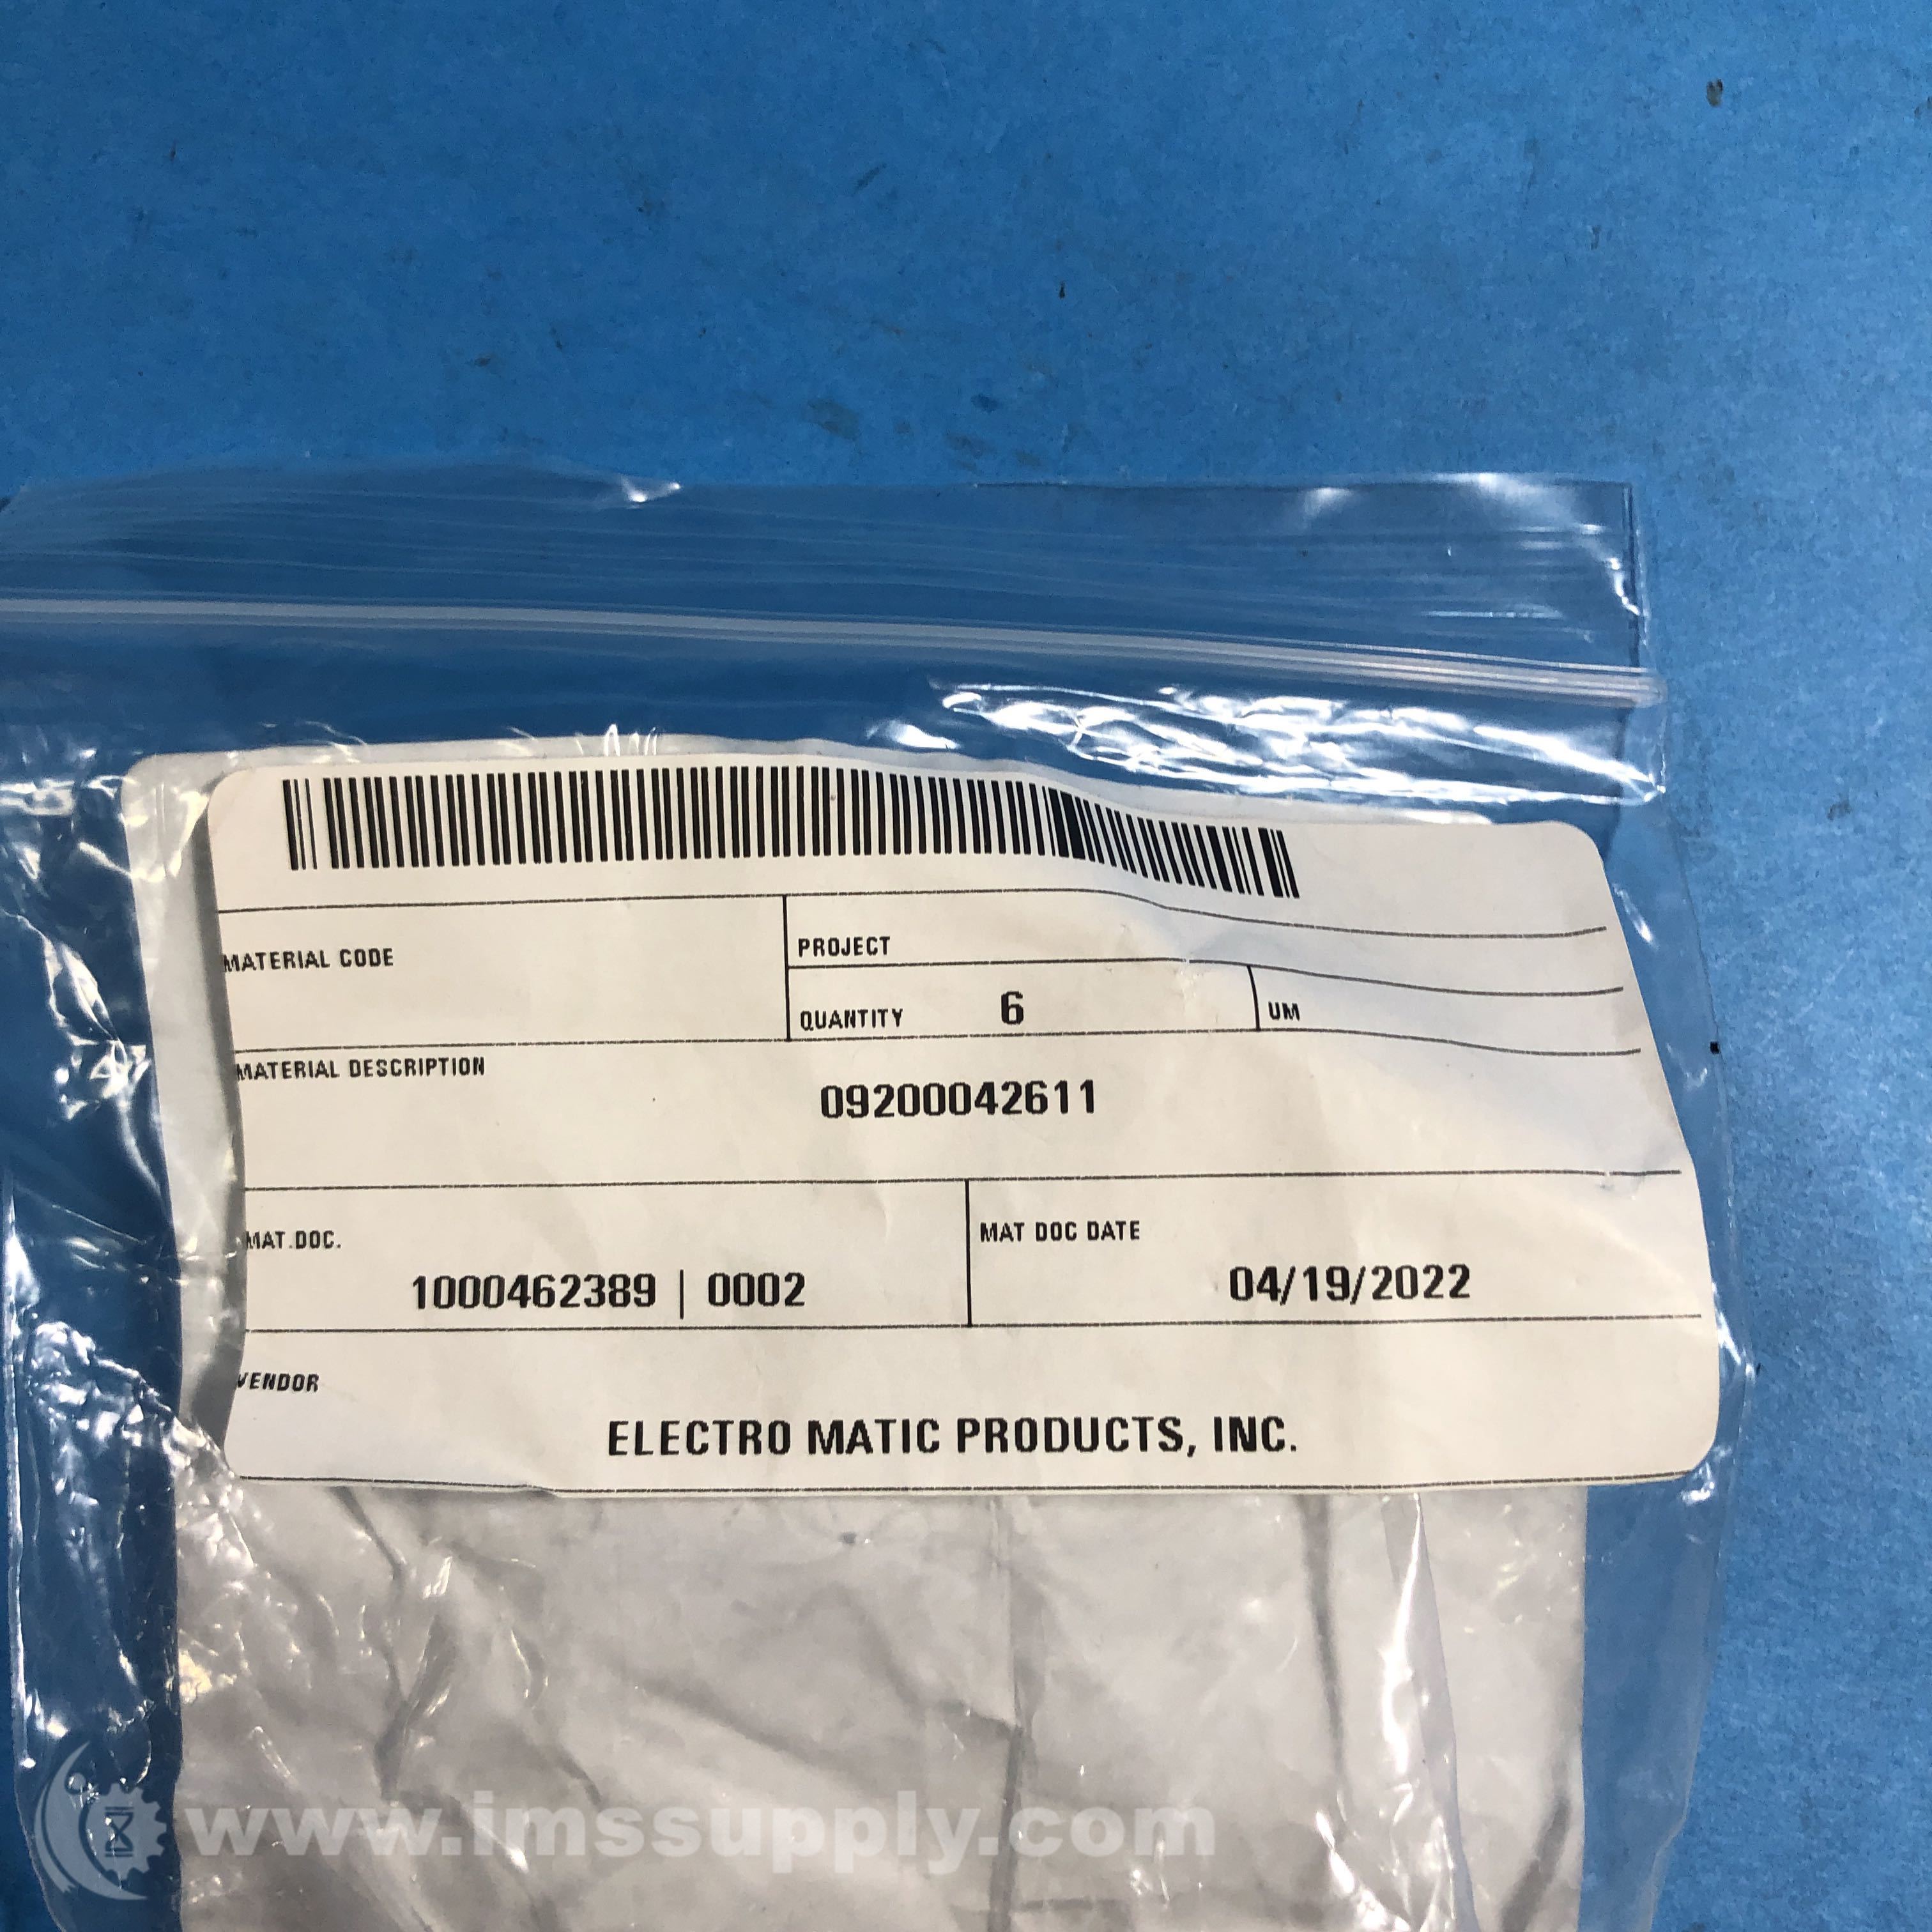 MATERIAL CODE
PROJECT
QUANTITY 6 UM
MATERIAL DESCRIPTION
09200042611
MAT.DOC.
1000462389 | 0002
MAT DOC DATE
04/19/2022
VENDOR
ELECTRO MATIC PRODUCTS, INC.
www.imssupply.com